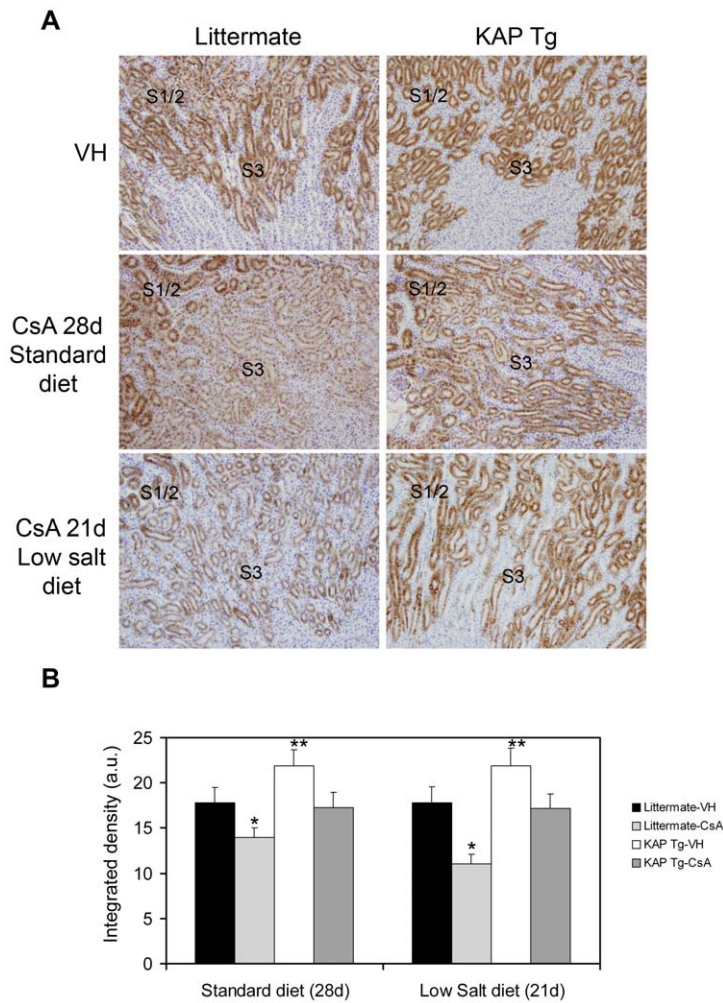 A
Littermate KAP Tg
VH
S1/2 S1/2
S3 S3
CsA 28d
Standard
diet
S1/2 S1/2
S3 S3
CsA 21d
Low salt
diet
S1/2 S1/2
S3 S3
B
Integrated density (a.u.)
25
20
15
10
5
0
* ** * **
Standard diet (28d) Low Salt diet (21d)
Littermate-VH
Littermate-CsA
KAP Tg-VH
KAP Tg-CsA